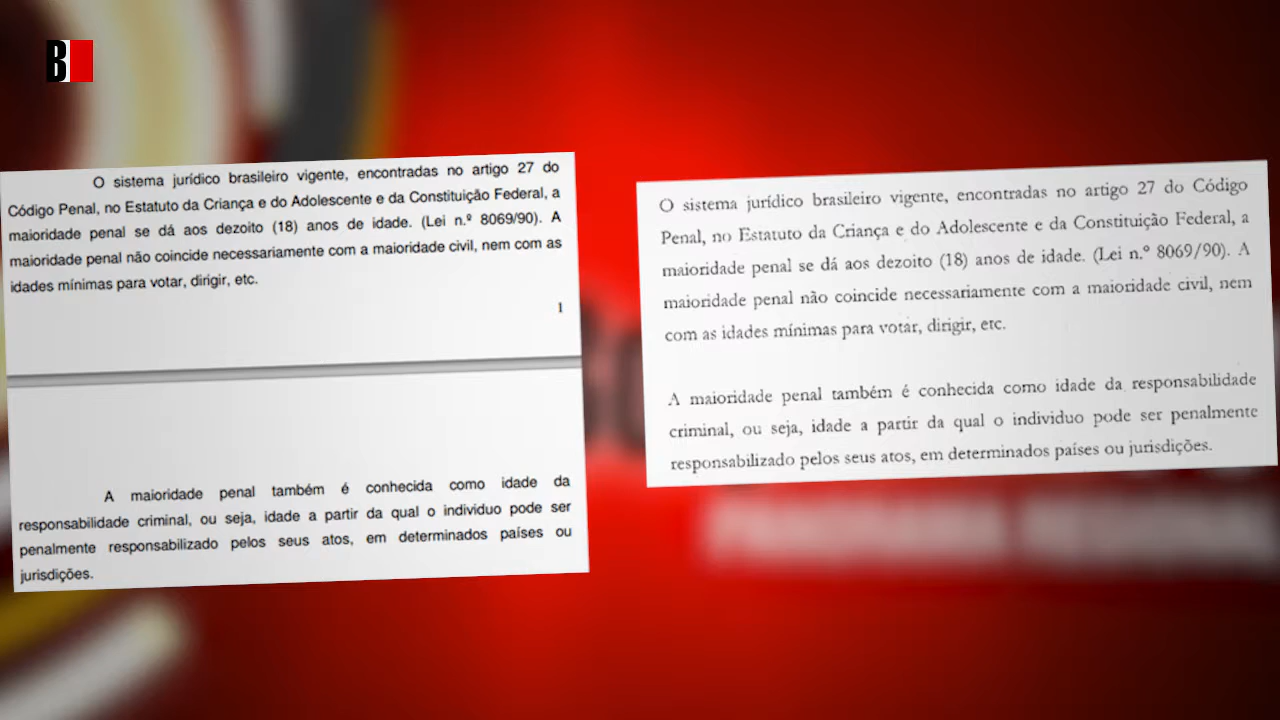 B
O sistema jurídico brasileiro vigente, encontradas no artigo 27 do
Código Penal, no Estatuto da Criança e do Adolescente e da Constituição Federal, a
maioridade penal se dá aos dezoito (18) anos de idade. (Lei n.º 8069/90). A
maioridade penal não coincide necessariamente com a maioridade civil, nem com as
idades mínimas para votar, dirigir, etc.
1
A maioridade penal também é conhecida como idade da
responsabilidade criminal, ou seja, idade a partir da qual o individuo pode ser
penalmente responsabilizado pelos seus atos, em determinados países ou
jurisdições.
O sistema jurídico brasileiro vigente, encontradas no artigo 27 do Código
Penal, no Estatuto da Criança e do Adolescente e da Constituição Federal, a
maioridade penal se dá aos dezoito (18) anos de idade. (Lei n.º 8069/90). A
maioridade penal não coincide necessariamente com a maioridade civil, nem
com as idades mínimas para votar, dirigir, etc.
A maioridade penal também é conhecida como idade da responsabilidade
criminal, ou seja, idade a partir da qual o individuo pode ser penalmente
responsabilizado pelos seus atos, em determinados países ou jurisdições.